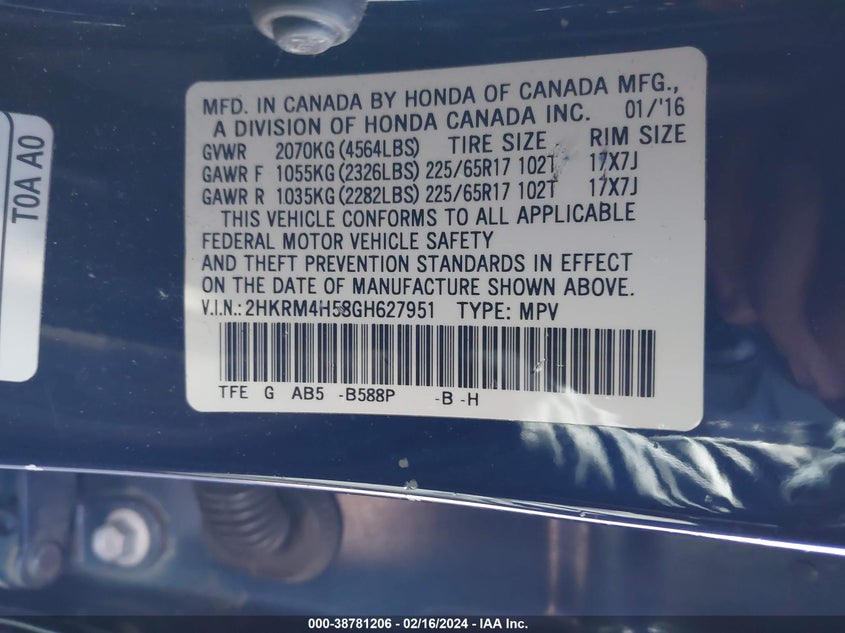 MFD. IN CANADA BY HONDA OF CANADA MFG.,
A DIVISION OF HONDA CANADA INC. 01/'16
GVWR 2070KG(4564LBS) TIRE SIZE RIM SIZE
GAWR F 1055KG(2326LBS) 225/65R17 102T 17X7J
GAWR R 1035KG(2282LBS) 225/65R17 102T 17X7J
THIS VEHICLE CONFORMS TO ALL APPLICABLE
FEDERAL MOTOR VEHICLE SAFETY
AND THEFT PREVENTION STANDARDS IN EFFECT
ON THE DATE OF MANUFACTURE SHOWN ABOVE.
V.I.N.: 2HKRM4H58GH627951 TYPE: MPV
TFE G AB5 -B588P -B -H
T0A A0
000-38781206 - 02/16/2024 - IAA Inc.